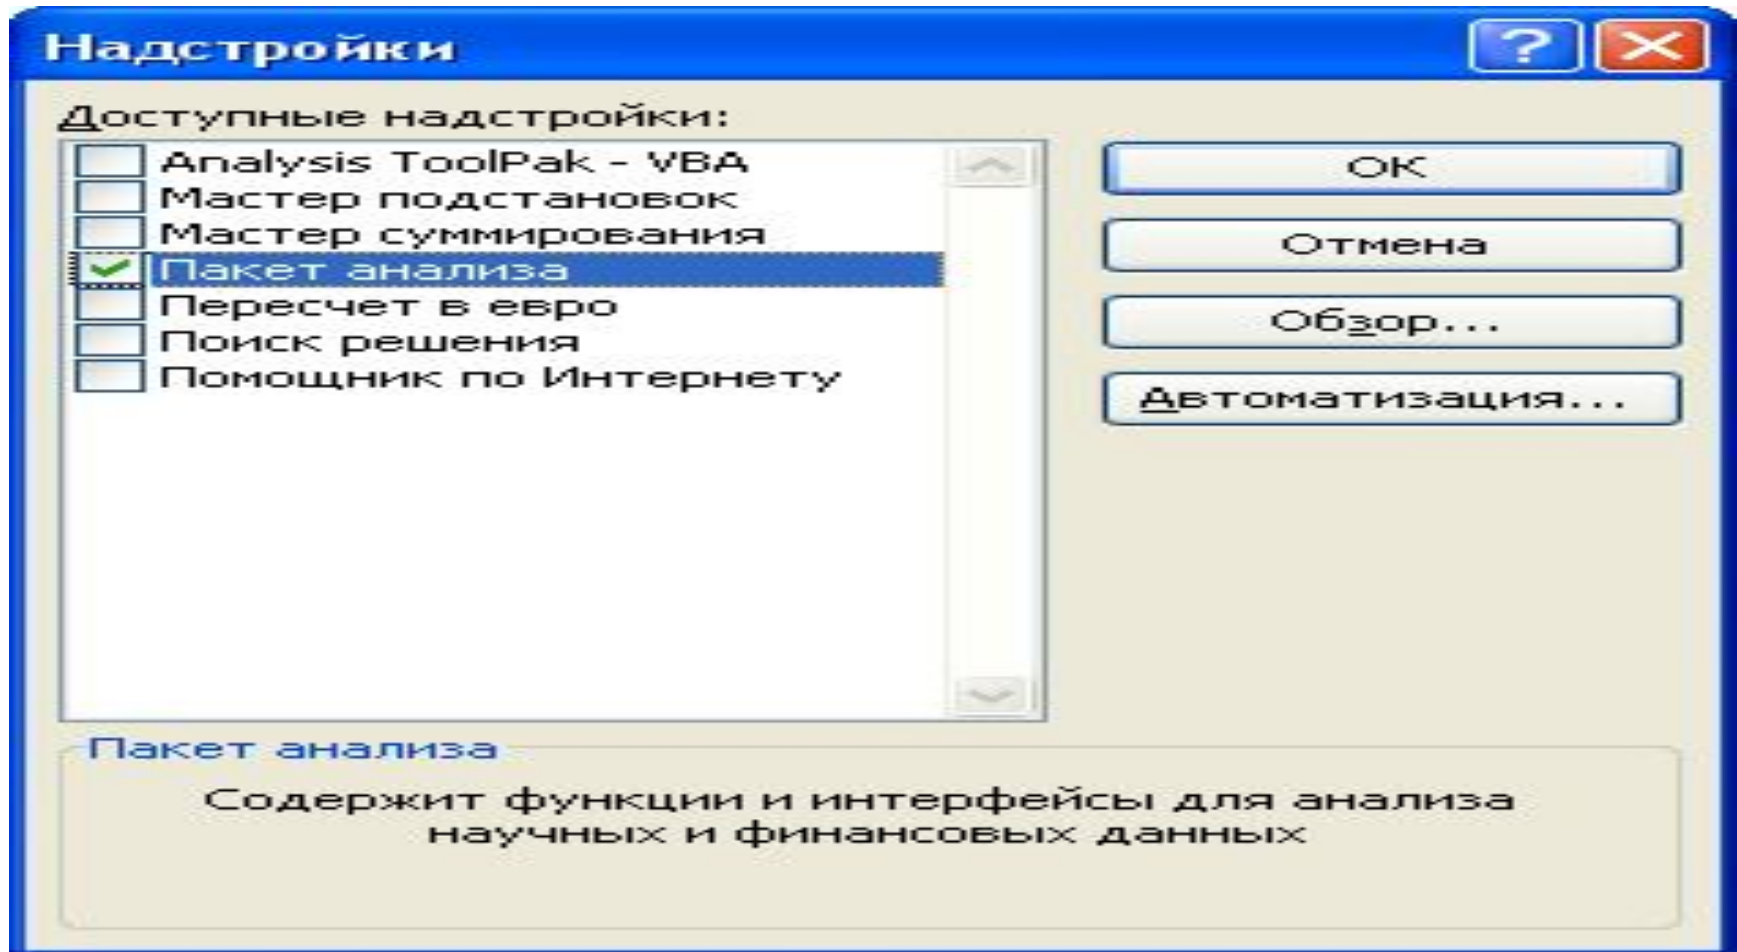 Надстройки
?
Доступные надстройки:
Analysis ToolPak - VBA
Мастер подстановок
Мастер суммирования
Пакет анализа
Пересчет в евро
Поиск решения
Помощник по Интернету
ОК
Отмена
Обзор...
Автоматизация...
Пакет анализа
Содержит функции и интерфейсы для анализа
научных и финансовых данных